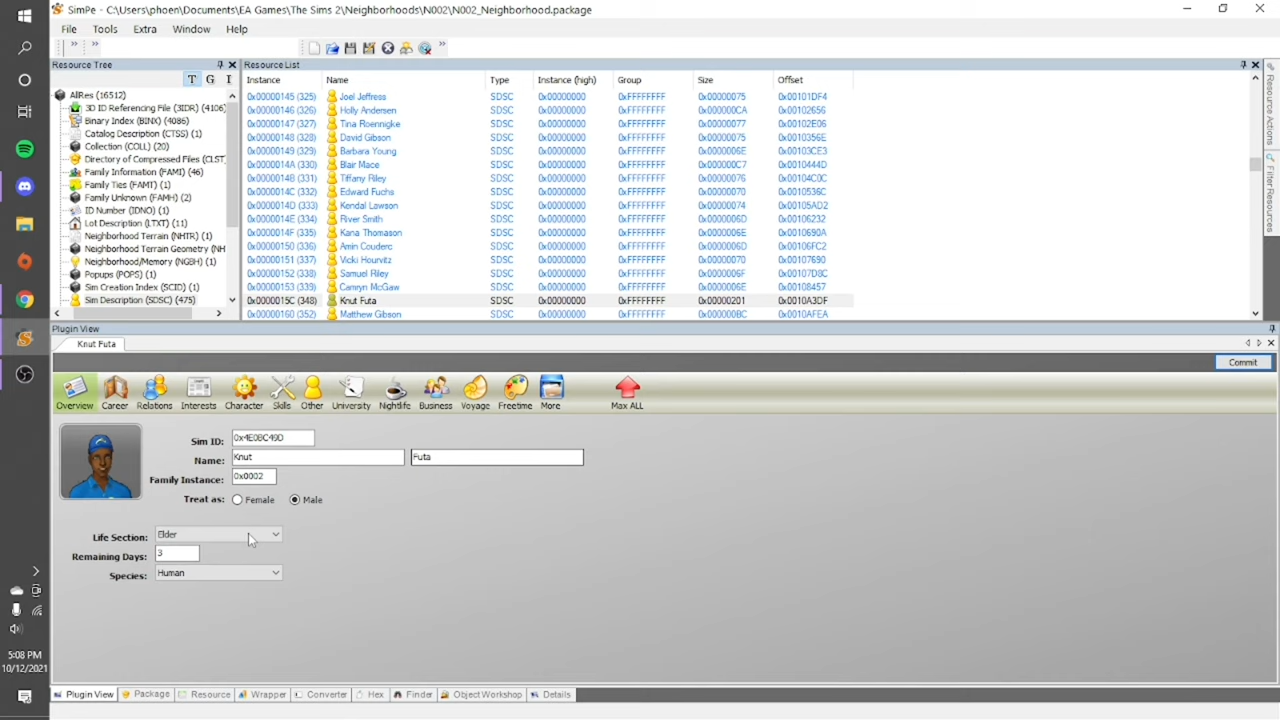 SimPe - C:\Users\phoen\Documents\EA Games\The Sims 2\Neighborhoods\N002\N002_Neighborhood.package
File Tools Extra Window Help
Resource Tree
Resource List
T G I
Instance Name Type Instance (high) Group Size Offset
AllRes (16512)
3D ID Referencing File (3IDR) (4106)
Binary Index (BINX) (4086)
Catalog Description (CTSS) (1)
Collection (COLL) (20)
Directory of Compressed Files (CLST
Family Information (FAMI) (46)
Family Ties (FAMT) (1)
Family Unknown (FAMH) (2)
ID Number (IDNO) (1)
Lot Description (LTXT) (11)
Neighborhood Terrain (NHTR) (1)
Neighborhood Terrain Geometry (NH
Neighborhood/Memory (NGBH) (1)
Popups (POPS) (1)
Sim Creation Index (SCID) (1)
Sim Description (SDSC) (475)
0x00000145 (325) Joel Jeffress SDSC 0x00000000 0xFFFFFFFF 0x00000075 0x00101DF4
0x00000146 (326) Holly Andersen SDSC 0x00000000 0xFFFFFFFF 0x000000CA 0x00102656
0x00000147 (327) Tina Roennigke SDSC 0x00000000 0xFFFFFFFF 0x00000077 0x00102E06
0x00000148 (328) David Gibson SDSC 0x00000000 0xFFFFFFFF 0x00000075 0x0010356E
0x00000149 (329) Barbara Young SDSC 0x00000000 0xFFFFFFFF 0x0000006E 0x00103CE3
0x0000014A (330) Blair Mace SDSC 0x00000000 0xFFFFFFFF 0x000000C7 0x0010444D
0x0000014B (331) Tiffany Riley SDSC 0x00000000 0xFFFFFFFF 0x00000076 0x00104C0C
0x0000014C (332) Edward Fuchs SDSC 0x00000000 0xFFFFFFFF 0x0000006D 0x0010536C
0x0000014D (333) Kendal Lawson SDSC 0x00000000 0xFFFFFFFF 0x00000074 0x00105AD2
0x0000014E (334) River Smith SDSC 0x00000000 0xFFFFFFFF 0x0000006D 0x00106232
0x0000014F (335) Kana Thomason SDSC 0x00000000 0xFFFFFFFF 0x0000006E 0x0010690A
0x00000150 (336) Amin Couderc SDSC 0x00000000 0xFFFFFFFF 0x0000006D 0x00106FC2
0x00000151 (337) Vicki Hourvitz SDSC 0x00000000 0xFFFFFFFF 0x00000070 0x00107690
0x00000152 (338) Samuel Riley SDSC 0x00000000 0xFFFFFFFF 0x0000006F 0x00107D8C
0x00000153 (339) Camryn McGaw SDSC 0x00000000 0xFFFFFFFF 0x0000006E 0x00108457
0x0000015C (348) Knut Futa SDSC 0x00000000 0xFFFFFFFF 0x00000201 0x0010A3DF
0x00000160 (352) Matthew Gibson SDSC 0x00000000 0xFFFFFFFF 0x000000BC 0x0010AFEA
Resource Actions
Filter Resources
Plugin View
Knut Futa
Commit
Overview Career Relations Interests Character Skills Other University Nightlife Business Voyage Freetime More Max ALL
Sim ID: 0x4E0BC49D
Name: Knut Futa
Family Instance: 0x0002
Treat as: Female Male
Life Section: Elder
Remaining Days: 3
Species: Human
5:08 PM
10/12/2021
Plugin View Package Resource Wrapper Converter Hex Finder Object Workshop Details